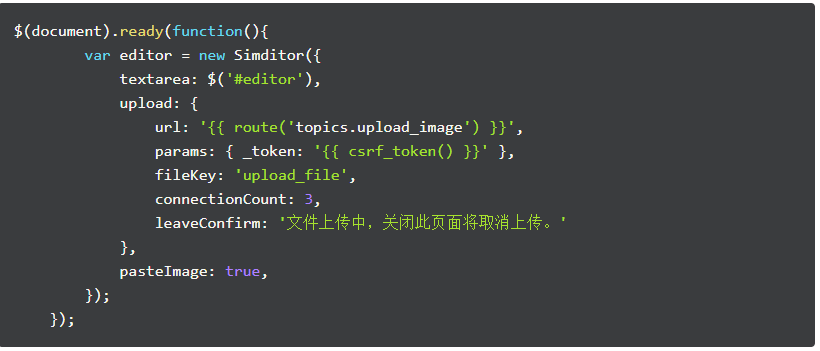 $(document).ready(function(){
        var editor = new Simditor({
            textarea: $('#editor'),
            upload: {
                url: '{{ route('topics.upload_image') }}',
                params: { _token: '{{ csrf_token() }}' },
                fileKey: 'upload_file',
                connectionCount: 3,
                leaveConfirm: '文件上传中，关闭此页面将取消上传。'
            },
            pasteImage: true,
        });
    });